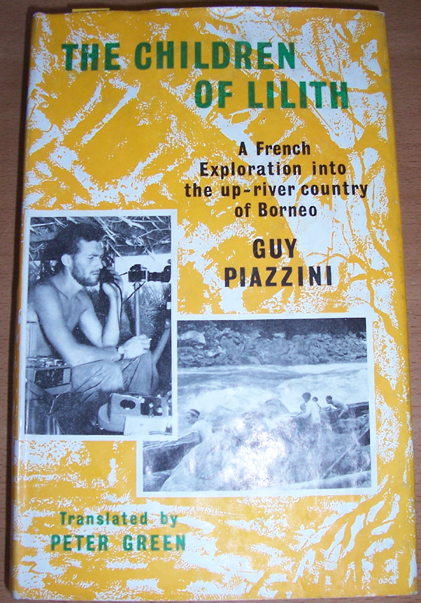 THE CHILDREN
OF LILITH
A French
Exploration into
the up-river country
of Borneo
GUY
PIAZZINI
Translated by
PETER GREEN